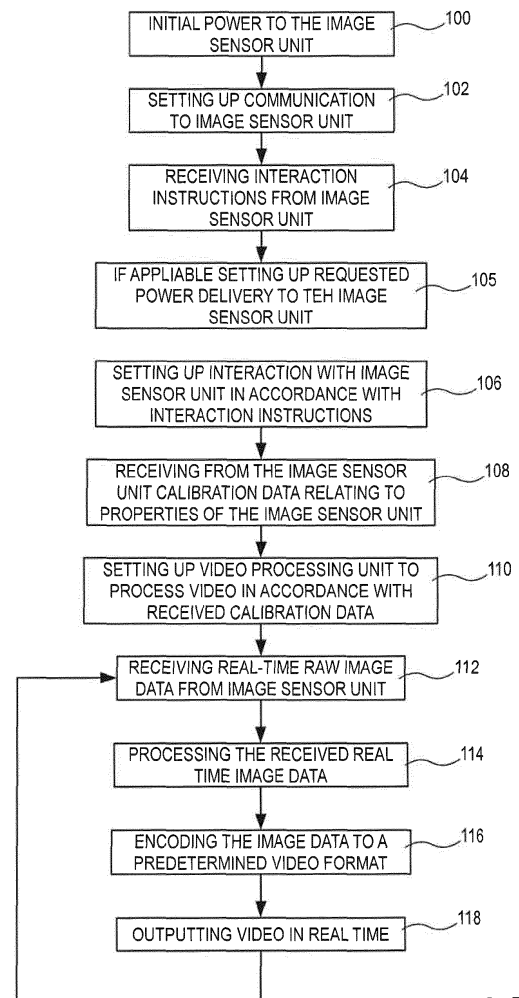 INITIAL POWER TO THE IMAGE
SENSOR UNIT
100
SETTING UP COMMUNICATION
TO IMAGE SENSOR UNIT
102
RECEIVING INTERACTION
INSTRUCTIONS FROM IMAGE
SENSOR UNIT
104
IF APPLIABLE SETTING UP REQUESTED
POWER DELIVERY TO TEH IMAGE
SENSOR UNIT
105
SETTING UP INTERACTION WITH IMAGE
SENSOR UNIT IN ACCORDANCE WITH
INTERACTION INSTRUCTIONS
106
RECEIVING FROM THE IMAGE SENSOR
UNIT CALIBRATION DATA RELATING TO
PROPERTIES OF THE IMAGE SENSOR UNIT
108
SETTING UP VIDEO PROCESSING UNIT TO
PROCESS VIDEO IN ACCORDANCE WITH
RECEIVED CALIBRATION DATA
110
RECEIVING REAL-TIME RAW IMAGE
DATA FROM IMAGE SENSOR UNIT
112
PROCESSING THE RECEIVED REAL
TIME IMAGE DATA
114
ENCODING THE IMAGE DATA TO A
PREDETERMINED VIDEO FORMAT
116
OUTPUTTING VIDEO IN REAL TIME
118